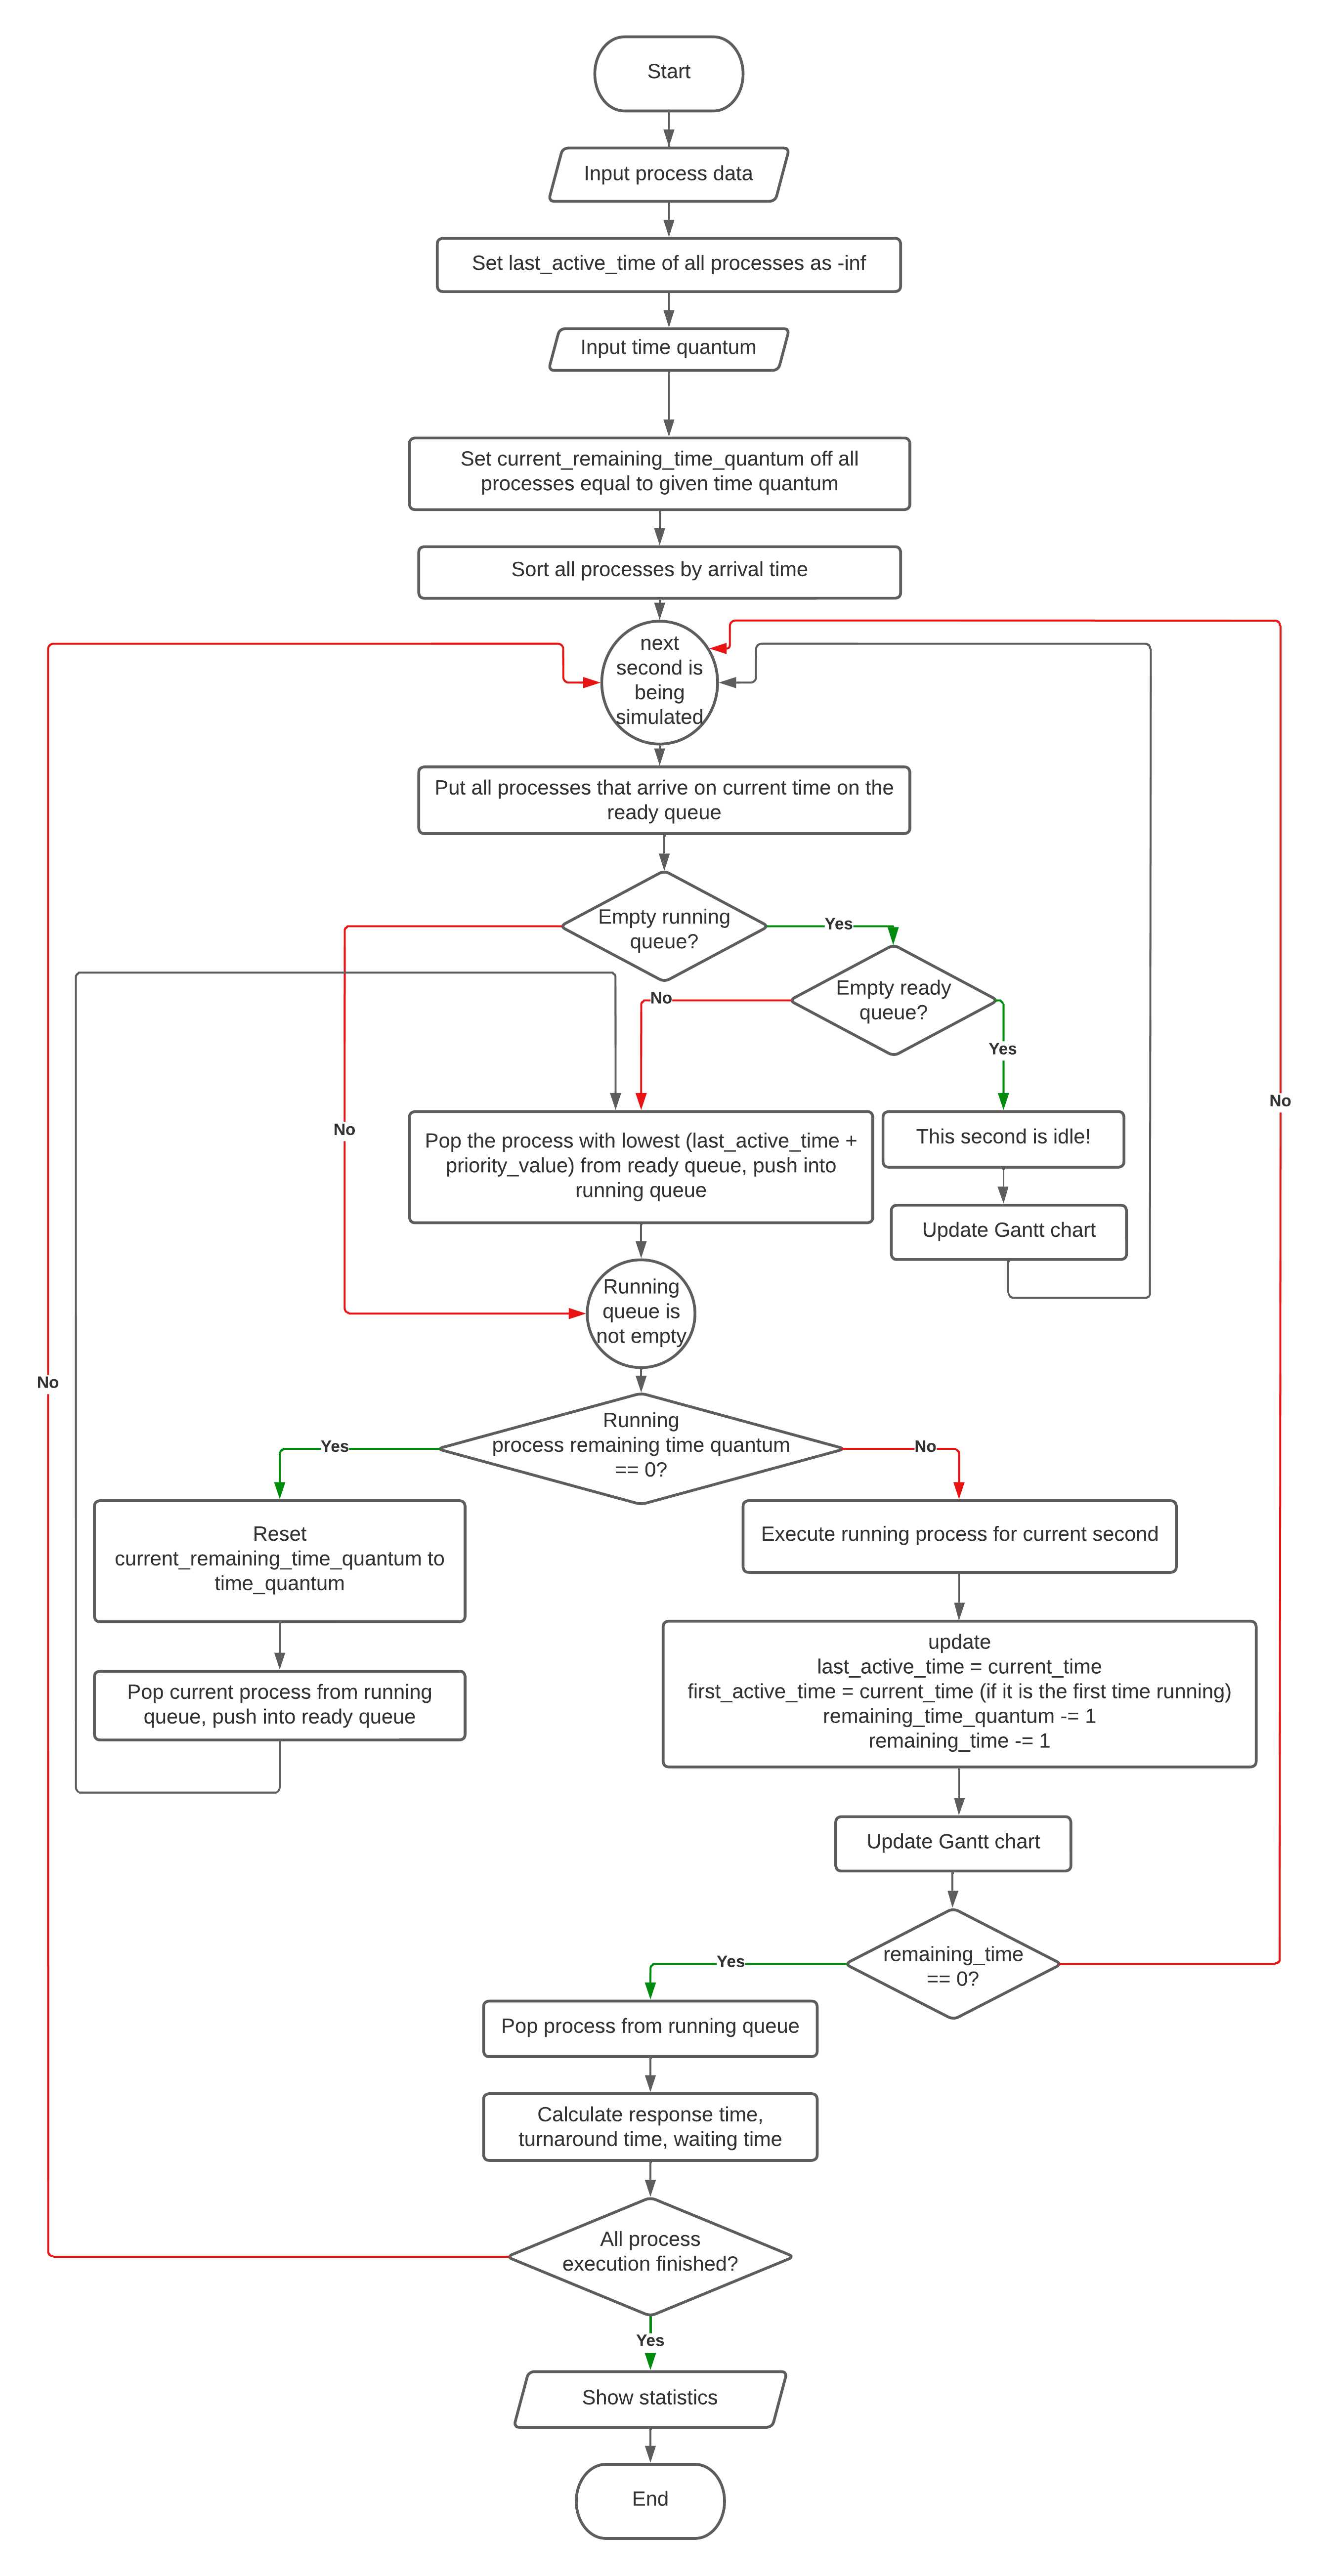 Start
Input process data
Set last_active_time of all processes as -inf
Input time quantum
Set current_remaining_time_quantum off all
processes equal to given time quantum
Sort all processes by arrival time
next
second is
being
simulated
Put all processes that arrive on current time on the
ready queue
Empty running
queue?
Yes
Empty ready
queue?
No
Yes
No
No
Pop the process with lowest (last_active_time +
priority_value) from ready queue, push into
running queue
This second is idle!
Update Gantt chart
Running
queue is
not empty
No
Running
process remaining time quantum
== 0?
Yes
No
Reset
current_remaining_time_quantum to
time_quantum
Execute running process for current second
Pop current process from running
queue, push into ready queue
update
last_active_time = current_time
first_active_time = current_time (if it is the first time running)
remaining_time_quantum -= 1
remaining_time -= 1
Update Gantt chart
remaining_time
== 0?
Yes
Pop process from running queue
Calculate response time,
turnaround time, waiting time
All process
execution finished?
Yes
Show statistics
End